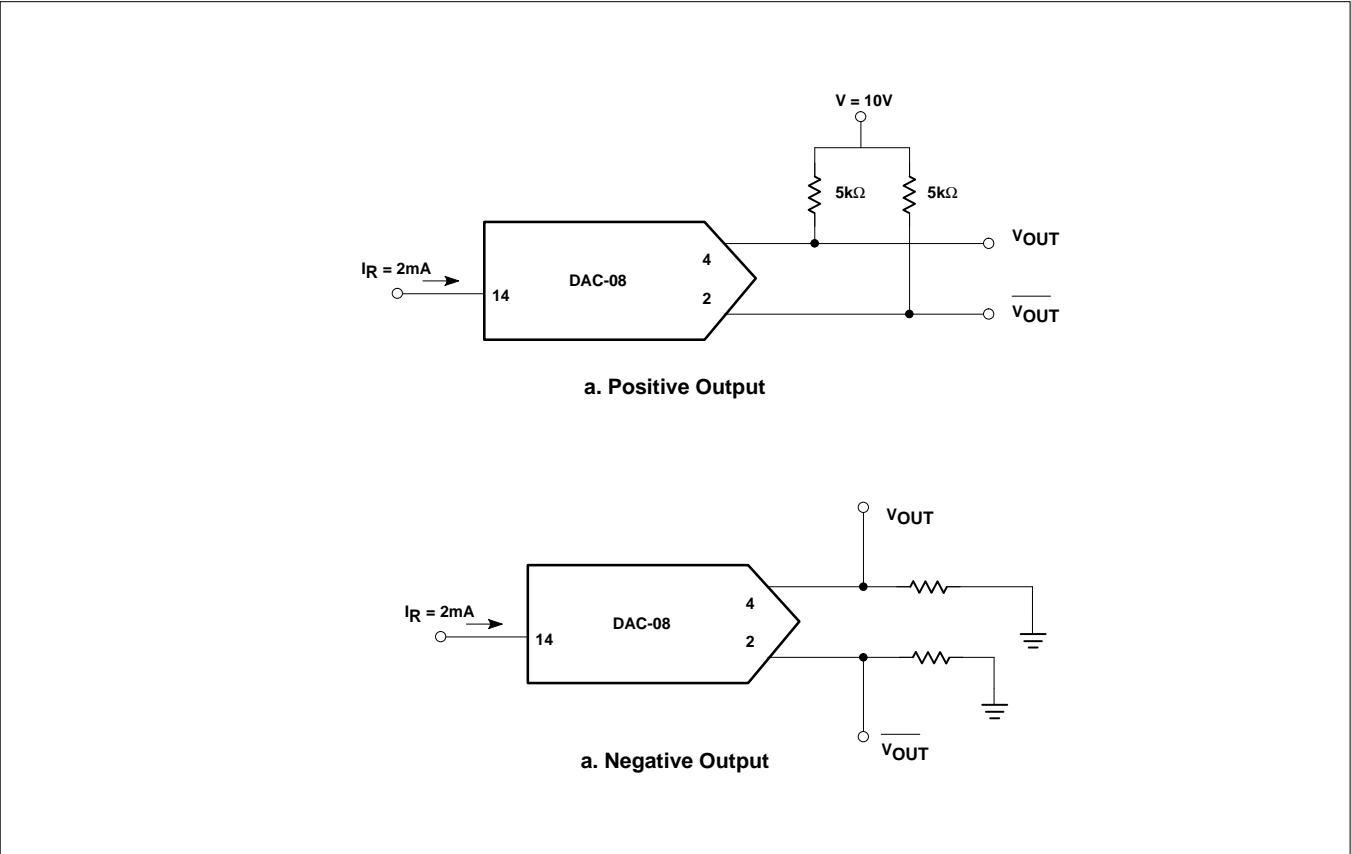 V = 10V
5kΩ
5kΩ
VOUT
4
IR = 2mA
DAC-08
14
2
VOUT
a. Positive Output
VOUT
4
IR = 2mA
DAC-08
14
2
VOUT
a. Negative Output